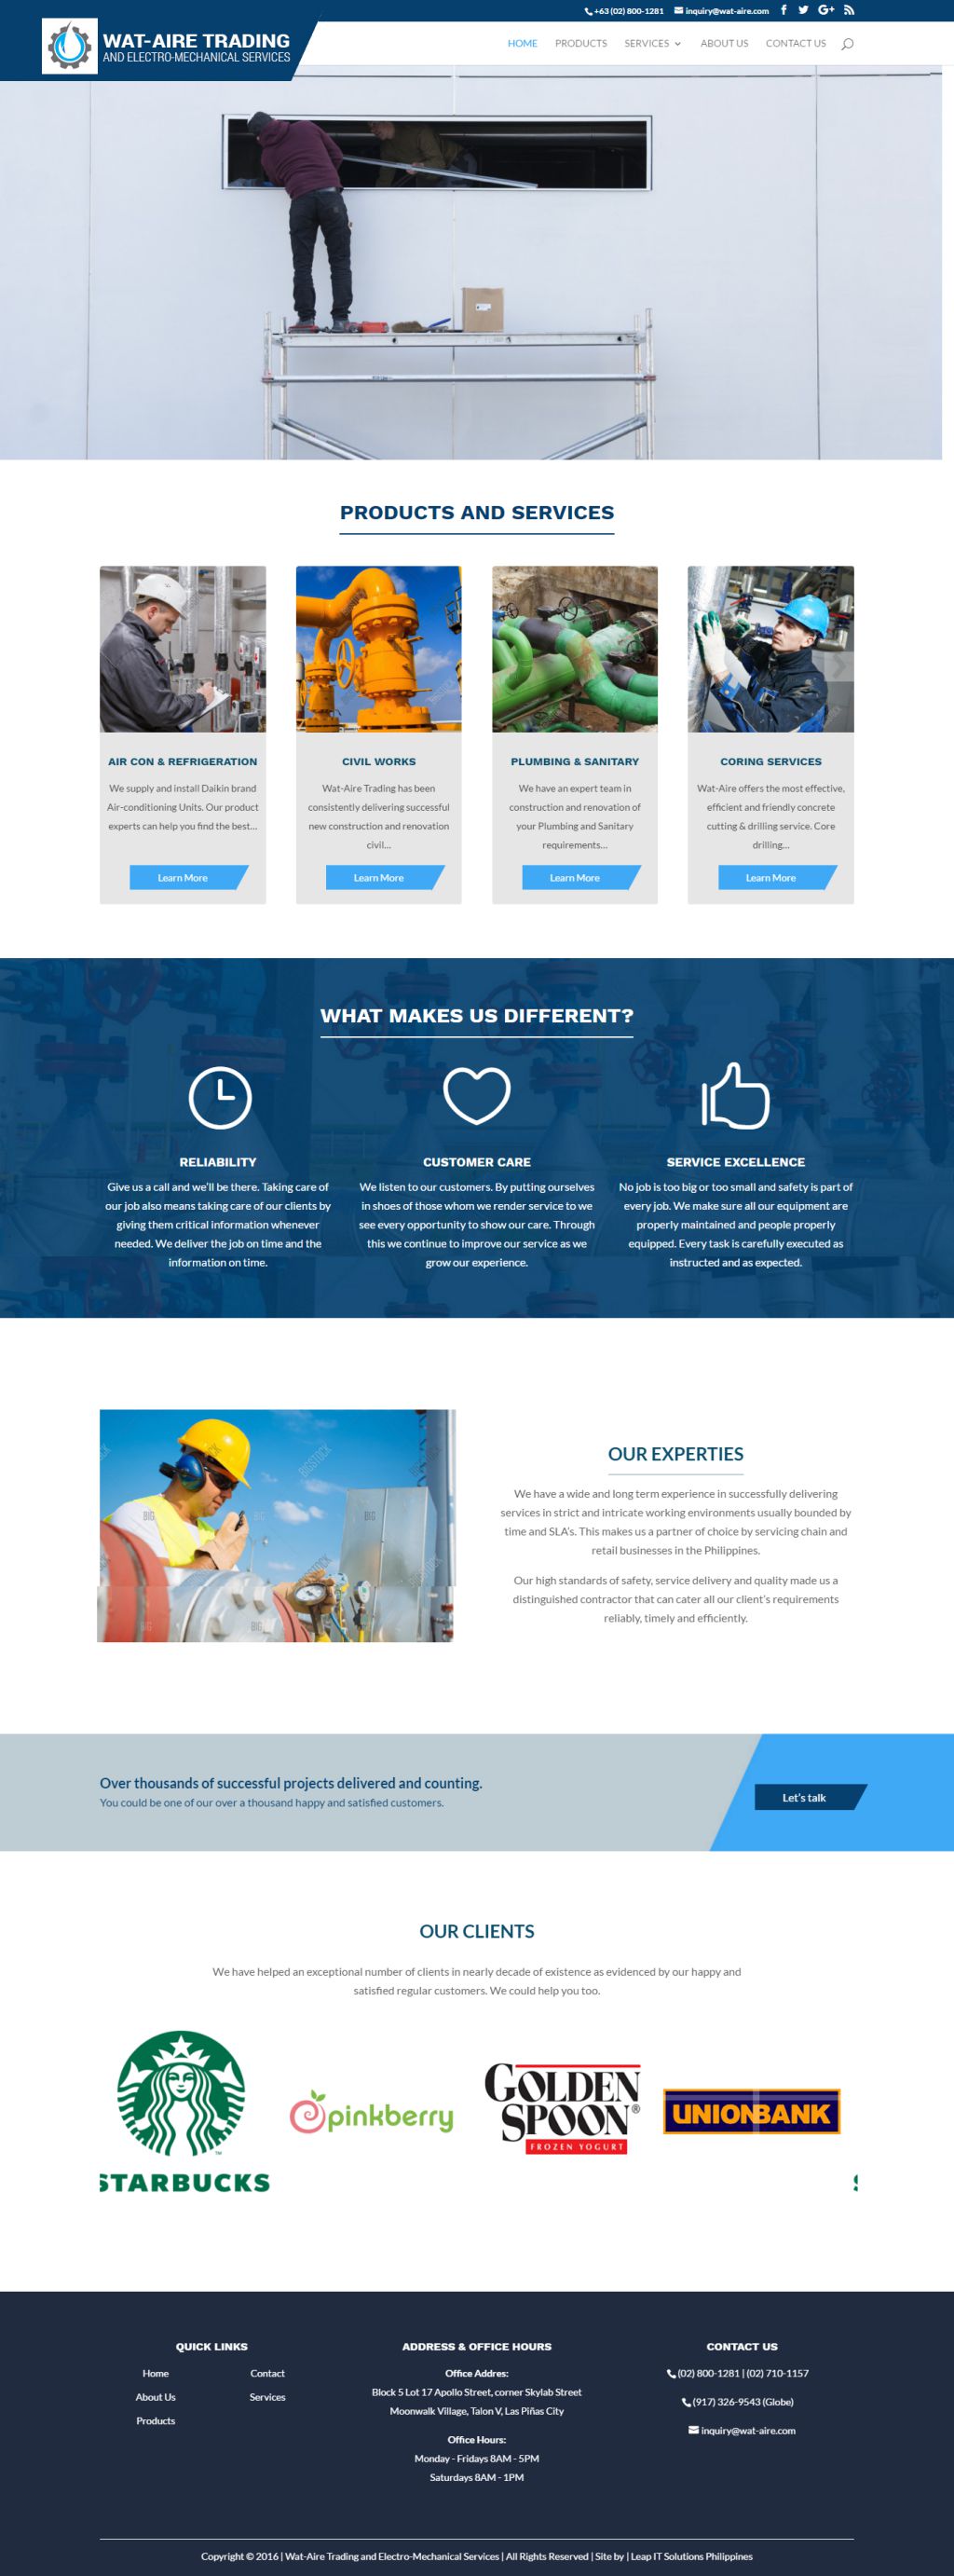 +63 (02) 800-1281 inquiry@wat-aire.com
WAT-AIRE TRADING
AND ELECTRO-MECHANICAL SERVICES
HOME PRODUCTS SERVICES ABOUT US CONTACT US
PRODUCTS AND SERVICES
AIR CON & REFRIGERATION
We supply and install Daikin brand
Air-conditioning Units. Our product
experts can help you find the best...
Learn More
CIVIL WORKS
Wat-Aire Trading has been
consistently delivering successful
new construction and renovation
civil...
Learn More
PLUMBING & SANITARY
We have an expert team in
construction and renovation of
your Plumbing and Sanitary
requirements...
Learn More
CORING SERVICES
Wat-Aire offers the most effective,
efficient and friendly concrete
cutting & drilling service. Core
drilling...
Learn More
WHAT MAKES US DIFFERENT?
RELIABILITY
Give us a call and we'll be there. Taking care of
our job also means taking care of our clients by
giving them critical information whenever
needed. We deliver the job on time and the
information on time.
CUSTOMER CARE
We listen to our customers. By putting ourselves
in shoes of those whom we render service to we
see every opportunity to show our care. Through
this we continue to improve our service as we
grow our experience.
SERVICE EXCELLENCE
No job is too big or too small and safety is part of
every job. We make sure all our equipment are
properly maintained and people properly
equipped. Every task is carefully executed as
instructed and as expected.
BIGSTOCK
BIG
BIG
BIG
BIG
OUR EXPERTIES
We have a wide and long term experience in successfully delivering
services in strict and intricate working environments usually bounded by
time and SLA's. This makes us a partner of choice by servicing chain and
retail businesses in the Philippines.
Our high standards of safety, service delivery and quality made us a
distinguished contractor that can cater all our client's requirements
reliably, timely and efficiently.
Over thousands of successful projects delivered and counting.
You could be one of our over a thousand happy and satisfied customers.
Let's talk
OUR CLIENTS
We have helped an exceptional number of clients in nearly decade of existence as evidenced by our happy and
satisfied regular customers. We could help you too.
STARBUCKS
TM
pinkberry
GOLDEN
SPOON®
FROZEN YOGURT
UNIONBANK
QUICK LINKS
Home Contact
About Us Services
Products
ADDRESS & OFFICE HOURS
Office Addres:
Block 5 Lot 17 Apollo Street, corner Skylab Street
Moonwalk Village, Talon V, Las Piñas City
Office Hours:
Monday - Fridays 8AM - 5PM
Saturdays 8AM - 1PM
CONTACT US
(02) 800-1281 | (02) 710-1157
(917) 326-9543 (Globe)
inquiry@wat-aire.com
Copyright © 2016 | Wat-Aire Trading and Electro-Mechanical Services | All Rights Reserved | Site by | Leap IT Solutions Philippines